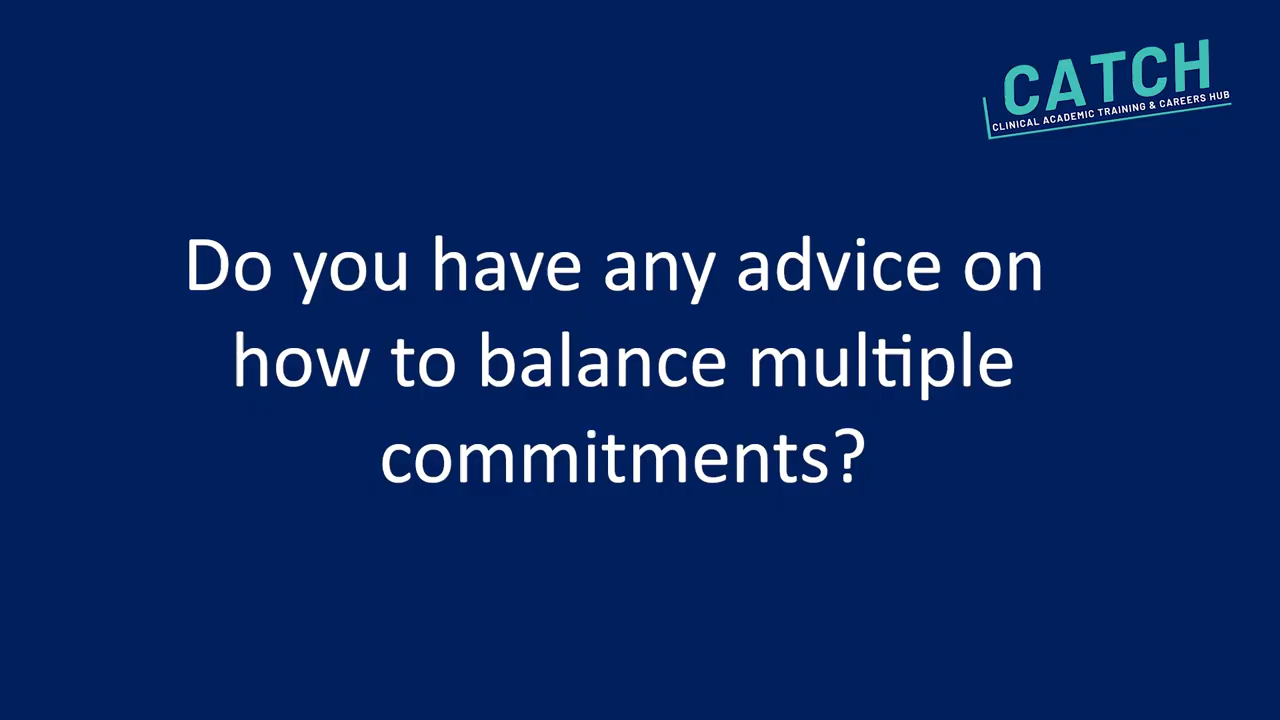 CATCH
CLINICAL ACADEMIC TRAINING & CAREERS HUB
Do you have any advice on
how to balance multiple
commitments?